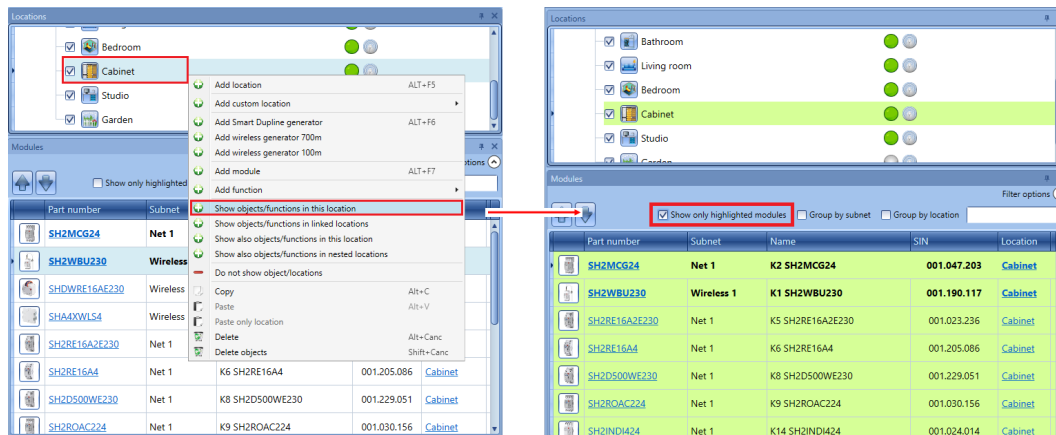 Locations
Bedroom
Cabinet
Studio
Garden
Add location ALT+F5
Add custom location
Add Smart Dupline generator ALT+F6
Add wireless generator 700m
Add wireless generator 100m
Add module ALT+F7
Add function
Show objects/functions in this location
Show objects/functions in linked locations
Show also objects/functions in this location
Show also objects/functions in nested locations
Do not show object/locations
Copy Alt+C
Paste Alt+V
Paste only location
Delete Alt+Canc
Delete objects Shift+Canc
Modules
ptions
Show only highlighted
Part number Subnet
SH2MCG24 Net 1
SH2WBU230 Wireless
SHDWRE16AE230 Wireless
SHA4XWLS4 Wireless
SH2RE16A2E230 Net 1
SH2RE16A4 Net 1 K6 SH2RE16A4 001.205.086 Cabinet
SH2D500WE230 Net 1 K8 SH2D500WE230 001.229.051 Cabinet
SH2ROAC224 Net 1 K9 SH2ROAC224 001.030.156 Cabinet
Locations
Bathroom
Living room
Bedroom
Cabinet
Studio
Garden
Modules
Filter options
Show only highlighted modules Group by subnet Group by location
Part number Subnet Name SIN Location
SH2MCG24 Net 1 K2 SH2MCG24 001.047.203 Cabinet
SH2WBU230 Wireless 1 K1 SH2WBU230 001.190.117 Cabinet
SH2RE16A2E230 Net 1 K5 SH2RE16A2E230 001.023.236 Cabinet
SH2RE16A4 Net 1 K6 SH2RE16A4 001.205.086 Cabinet
SH2D500WE230 Net 1 K8 SH2D500WE230 001.229.051 Cabinet
SH2ROAC224 Net 1 K9 SH2ROAC224 001.030.156 Cabinet
SH2INDI424 Net 1 K14 SH2INDI424 001.024.014 Cabinet